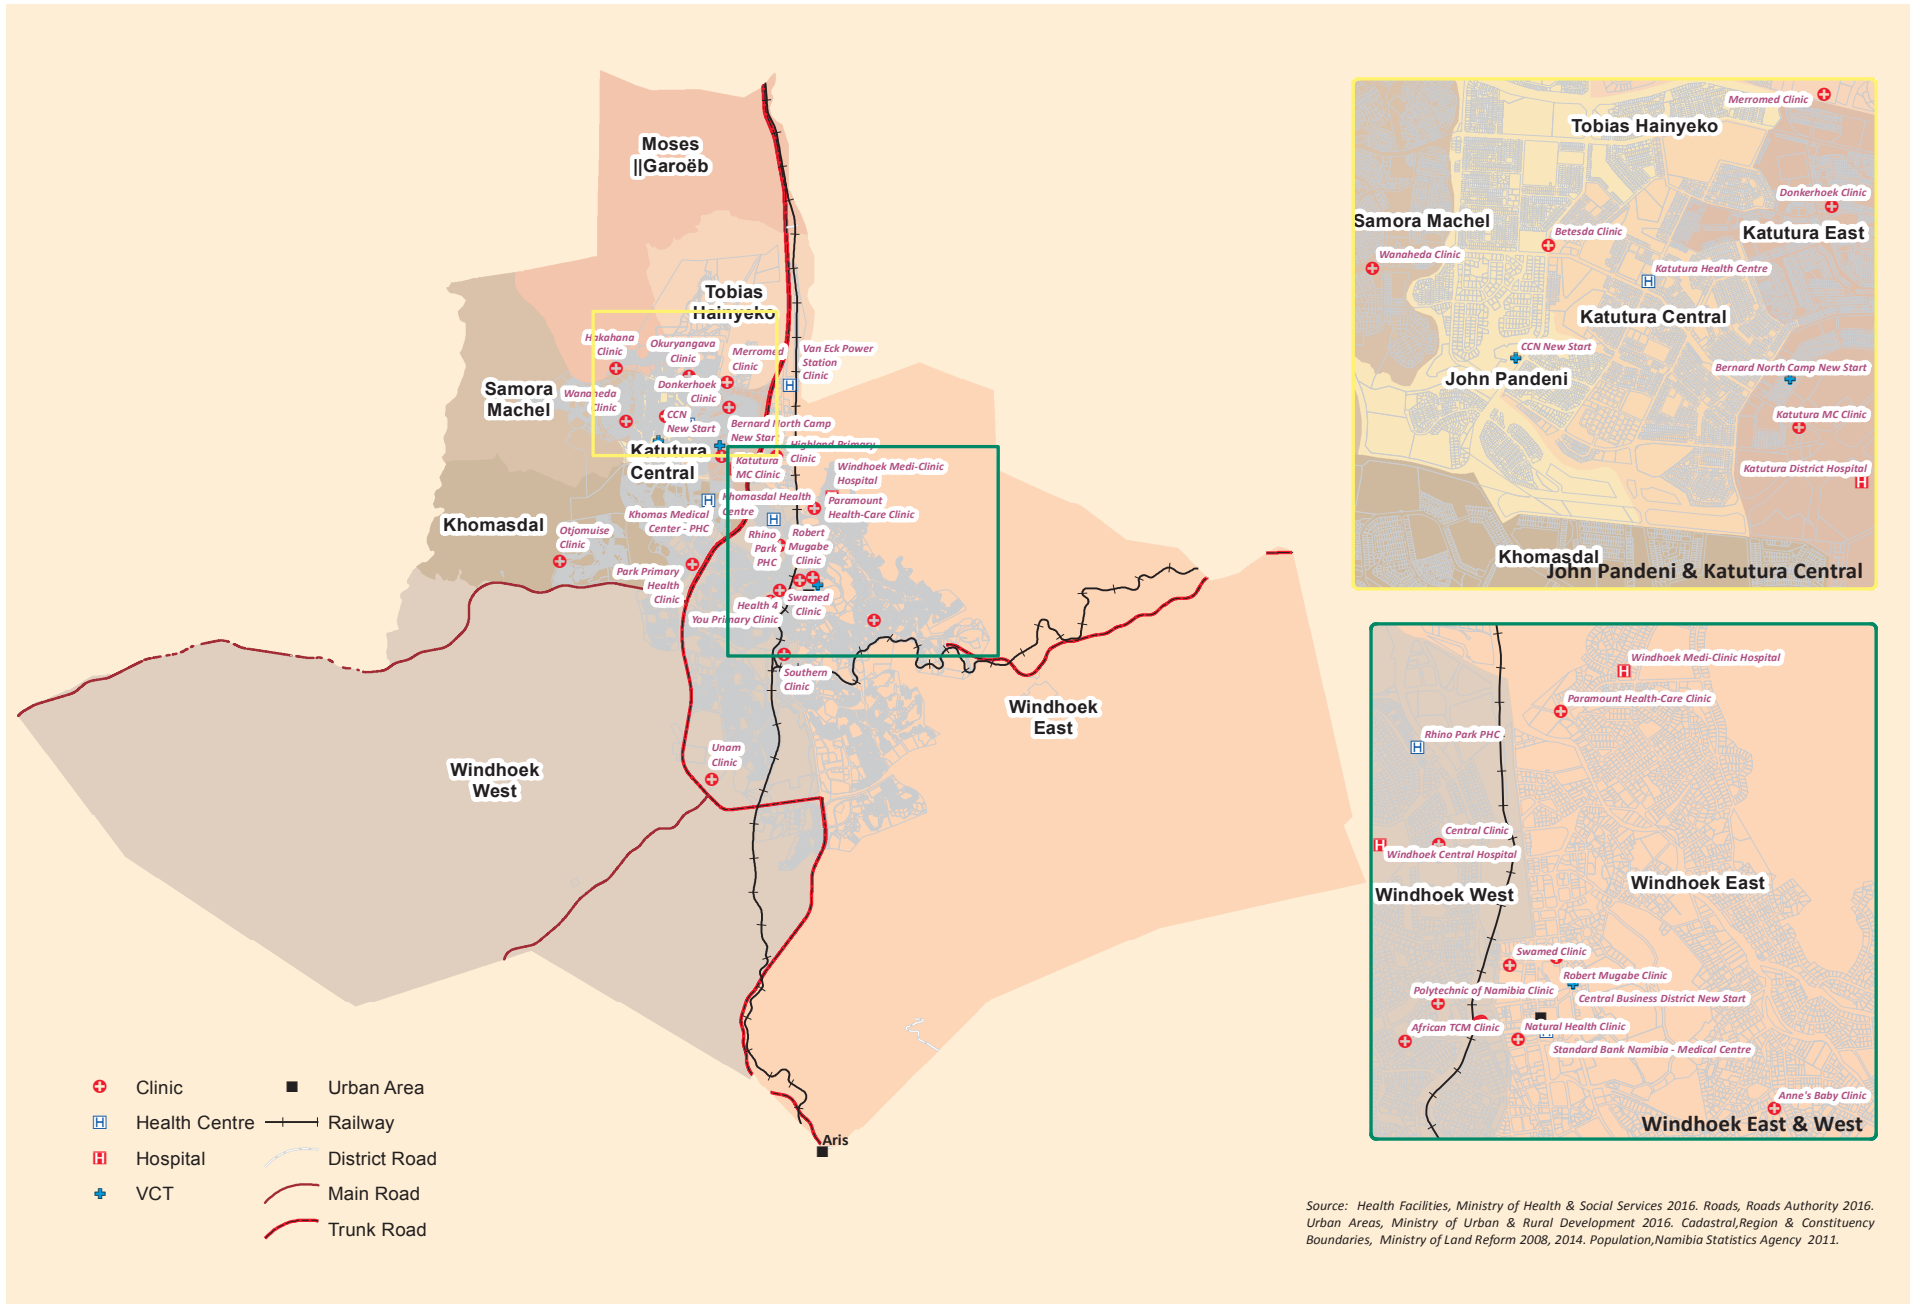 Moses
||Garoëb
Tobias
Hainyeko
Hakahana
Clinic
Okuryangava
Clinic
Merromed
Clinic
Van Eck Power
Station
Clinic
Samora
Machel
Wanaheda
Clinic
Donkerhoek
Clinic
CCN
New Start
Bernard North Camp
New Start
Highland Primary
Clinic
Katutura
Central
Katutura
MC Clinic
Windhoek Medi-Clinic
Hospital
Khomasdal
Khomas Medical
Center - PHC
Khomasdal Health
Centre
Paramount
Health-Care Clinic
Otjomuise
Clinic
Rhino
Park
PHC
Robert
Mugabe
Clinic
Park Primary
Health
Clinic
Health 4
You Primary Clinic
Swamed
Clinic
Southern
Clinic
Windhoek
East
Unam
Clinic
Windhoek
West
Aris
Clinic
Health Centre
Hospital
VCT
Urban Area
Railway
District Road
Main Road
Trunk Road
Merromed Clinic
Tobias Hainyeko
Donkerhoek Clinic
Samora Machel
Betesda Clinic
Katutura East
Wanaheda Clinic
Katutura Health Centre
Katutura Central
CCN New Start
Bernard North Camp New Start
John Pandeni
Katutura MC Clinic
Katutura District Hospital
Khomasdal
John Pandeni & Katutura Central
Windhoek Medi-Clinic Hospital
Paramount Health-Care Clinic
Rhino Park PHC
Central Clinic
Windhoek Central Hospital
Windhoek West
Windhoek East
Swamed Clinic
Robert Mugabe Clinic
Polytechnic of Namibia Clinic
Central Business District New Start
African TCM Clinic
Natural Health Clinic
Standard Bank Namibia - Medical Centre
Anne's Baby Clinic
Windhoek East & West
Source: Health Facilities, Ministry of Health & Social Services 2016. Roads, Roads Authority 2016.
Urban Areas, Ministry of Urban & Rural Development 2016. Cadastral,Region & Constituency
Boundaries, Ministry of Land Reform 2008, 2014. Population,Namibia Statistics Agency 2011.